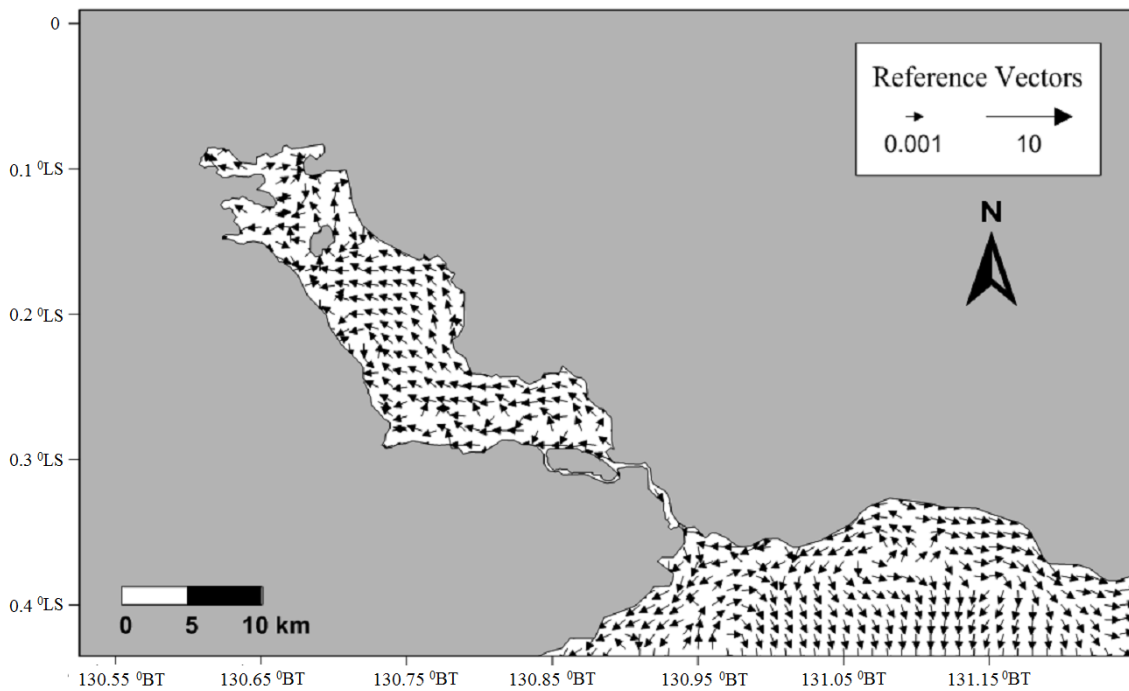 0
0.1 ⁰LS
0.2 ⁰LS
0.3 ⁰LS
0.4 ⁰LS
Reference Vectors
0.001 10
N
0 5 10 km
130.55 ⁰BT 130.65 ⁰BT 130.75 ⁰BT 130.85 ⁰BT 130.95 ⁰BT 131.05 ⁰BT 131.15 ⁰BT